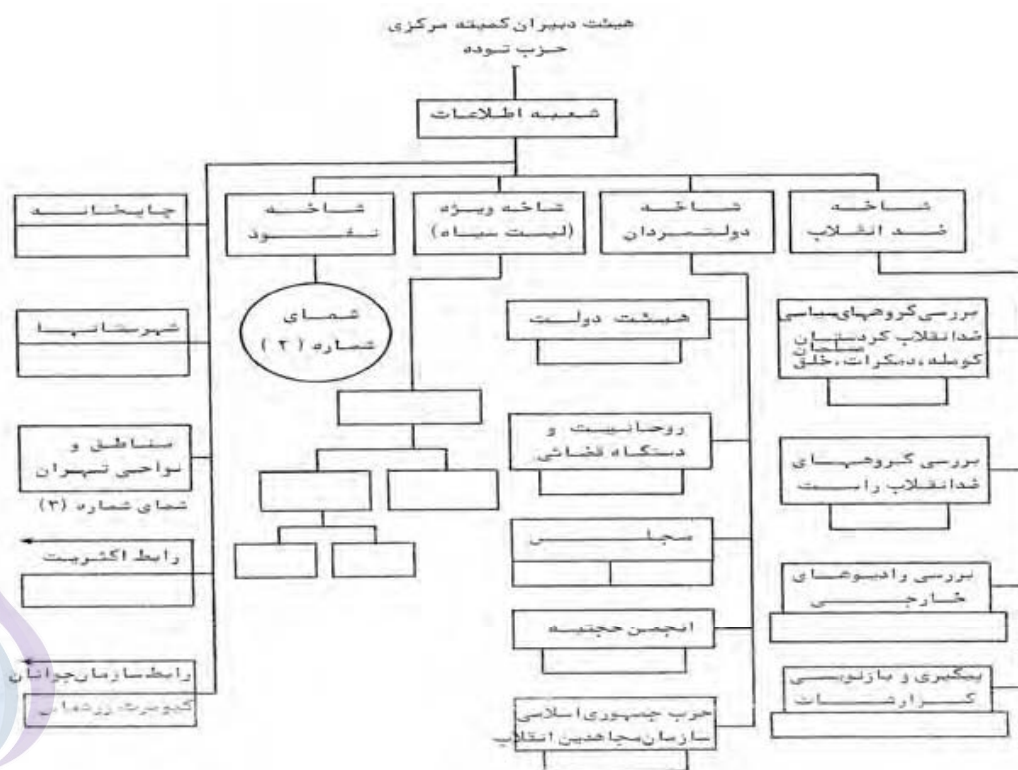 هیئت دبیران کمیته مرکزی
حزب توده
شعبه اطلاعات
شاخه
ضد انقلاب
شاخه
دولتمردان
شاخه ویژه
(لیست سیاه)
شاخه
نفوذ
چاپخانه
بررسی گروههای سیاسی
ضدانقلاب کردستان
کومله، دمکرات، خلق
بررسی گروههای
ضدانقلاب راست
بررسی رادیوهای
خارجی
پیگیری و بازنویسی
گزارشات
هیئت دولت
روحانیت و
دستگاه قضائی
مجلس
انجمن حجتیه
حزب جمهوری اسلامی
سازمان مجاهدین انقلاب
شمای
شماره (۲)
شهرستانها
مناطق و
نواحی تهران
شمای شماره (۳)
رابط اکثریت
رابط سازمان جوانان
کیومرث